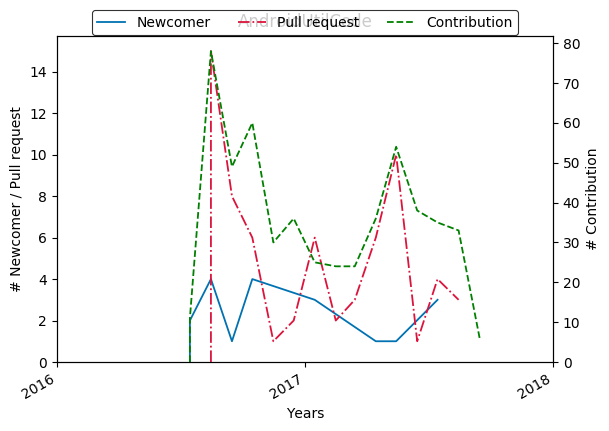 AndroidUtilCode
Newcomer Pull request Contribution
# Newcomer / Pull request
14
12
10
8
6
4
2
0
# Contribution
80
70
60
50
40
30
20
10
0
2016 2017 2018
Years